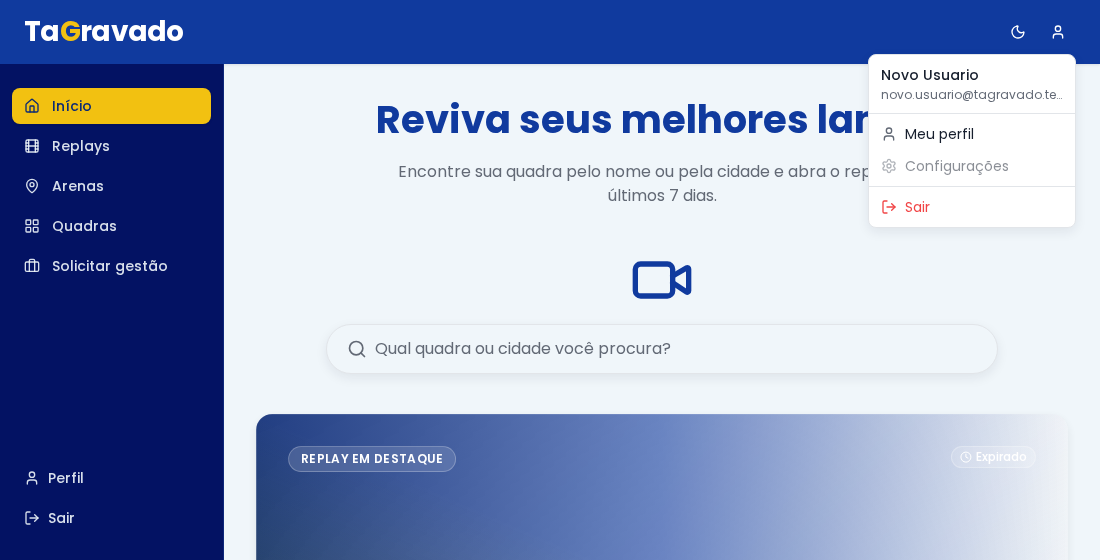 TaGravado
Novo Usuario
novo.usuario@tagravado.te...
Meu perfil
Configurações
Sair
Início
Replays
Arenas
Quadras
Solicitar gestão
Perfil
Sair
Reviva seus melhores
Encontre sua quadra pelo nome ou pela cidade e abra o
últimos 7 dias.
Qual quadra ou cidade você procura?
REPLAY EM DESTAQUE
Expirado